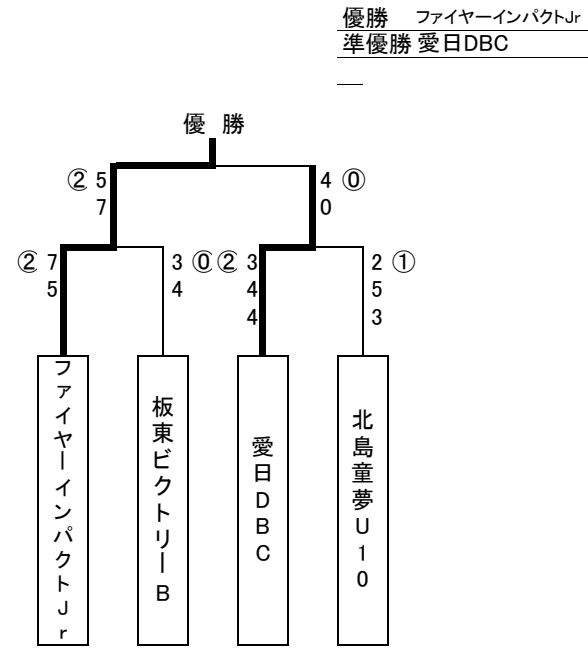 優勝 ファイヤーインパクトJr
準優勝 愛日DBC
優勝
② 5 4 ⓪
7 0
② 7 3 ⓪ ② 3 2 ①
5 4 4 5
4 3
ファイヤーインパクトJr
板東ビクトリーB
愛日DBC
北島童夢U10